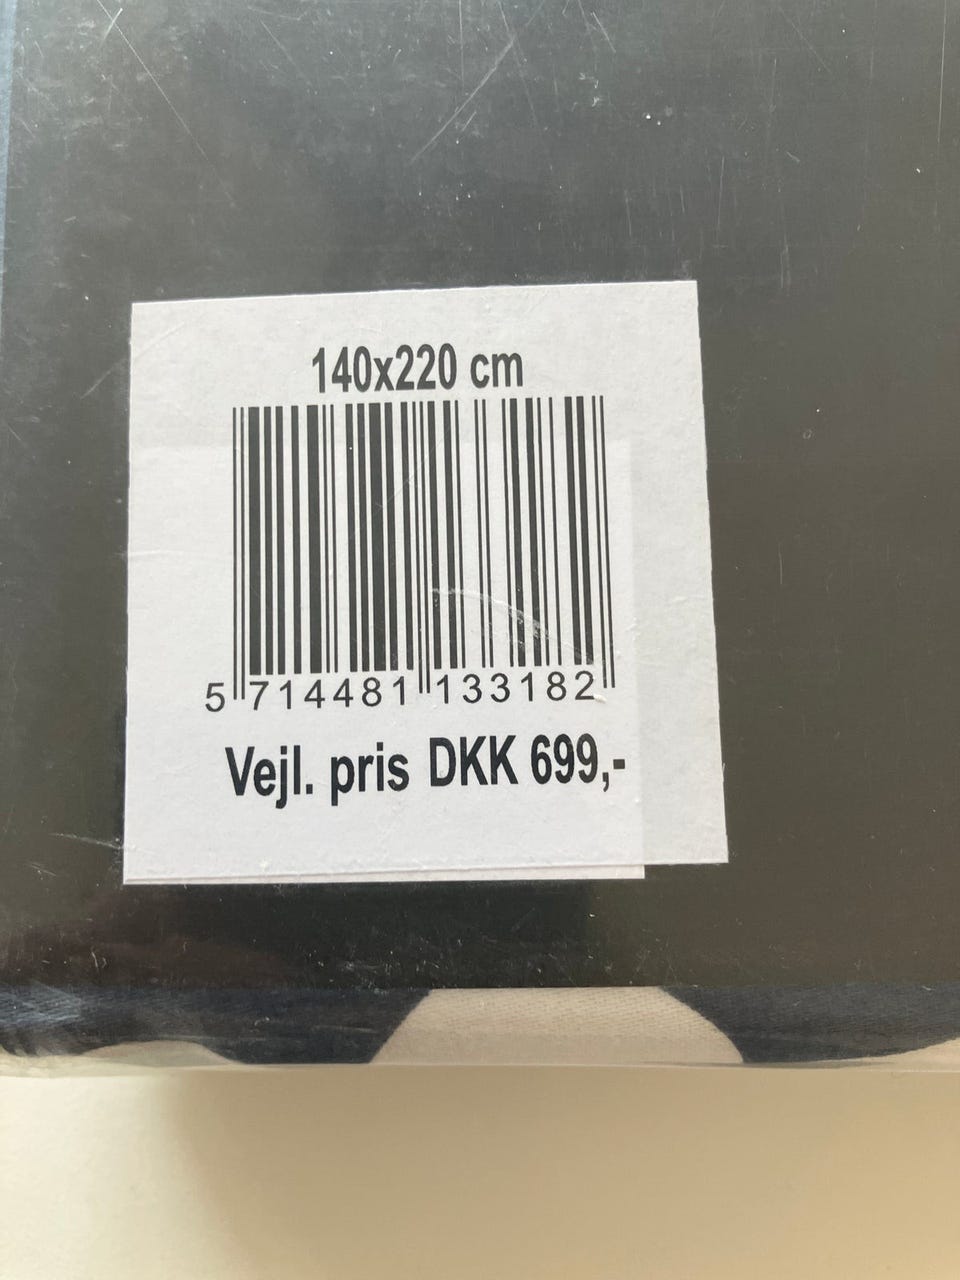 140x220 cm
5 714481 133182
Vejl. pris DKK 699,-